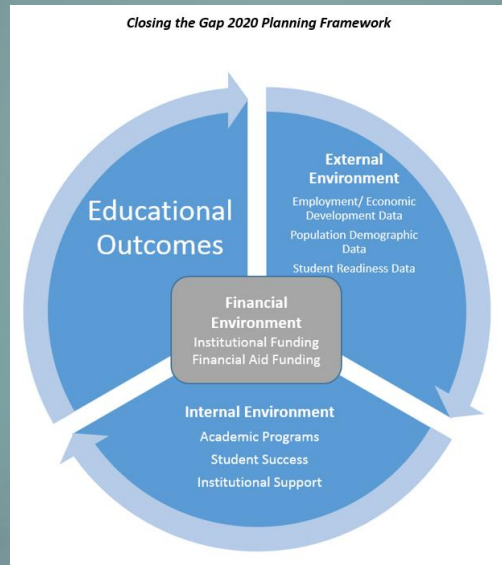 Closing the Gap 2020 Planning Framework
Educational
Outcomes
External
Environment
Employment/ Economic
Development Data
Population Demographic
Data
Student Readiness Data
Financial
Environment
Institutional Funding
Financial Aid Funding
Internal Environment
Academic Programs
Student Success
Institutional Support